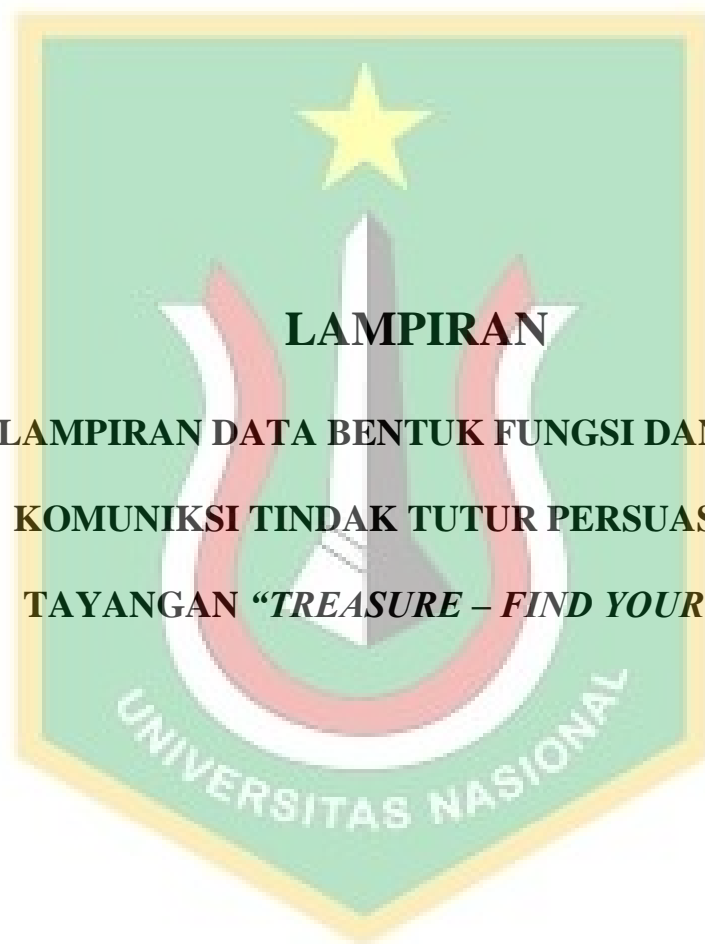 LAMPIRAN
LAMPIRAN DATA BENTUK FUNGSI DAN
KOMUNIKSI TINDAK TUTUR PERSUAS
TAYANGAN “TREASURE – FIND YOUR
UNIVERSITAS NASIONAL